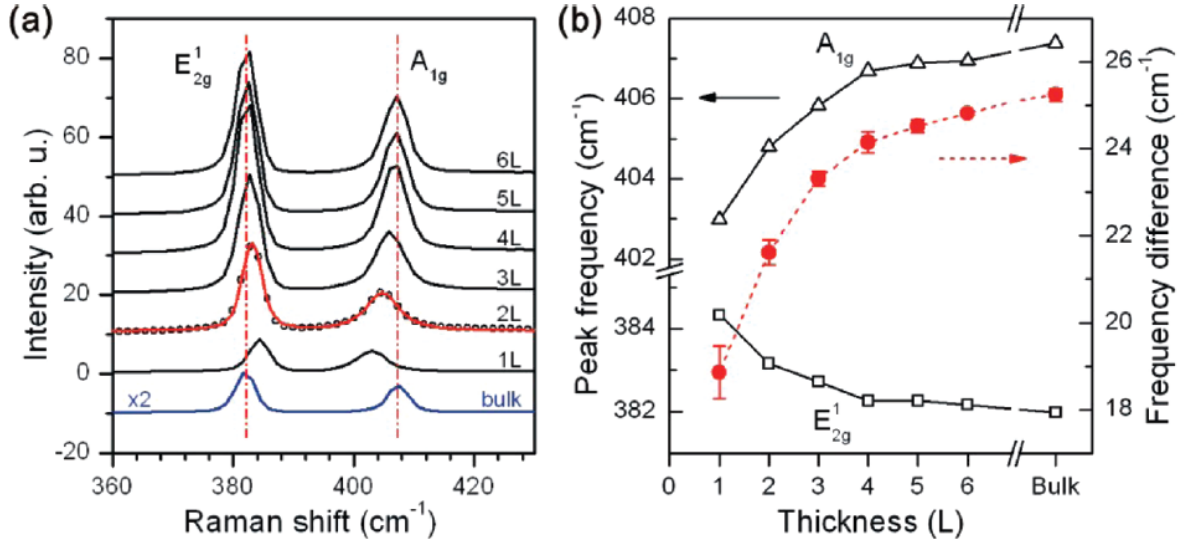 (a)
E¹₂g
A₁g
80
60
40
20
0
-20
Intensity (arb. u.)
6L
5L
4L
3L
2L
1L
x2
bulk
360
380
400
420
Raman shift (cm⁻¹)
(b)
408
406
404
402
384
382
Peak frequency (cm⁻¹)
A₁g
E¹₂g
26
24
22
20
18
Frequency difference (cm⁻¹)
0
1
2
3
4
5
6
Bulk
Thickness (L)